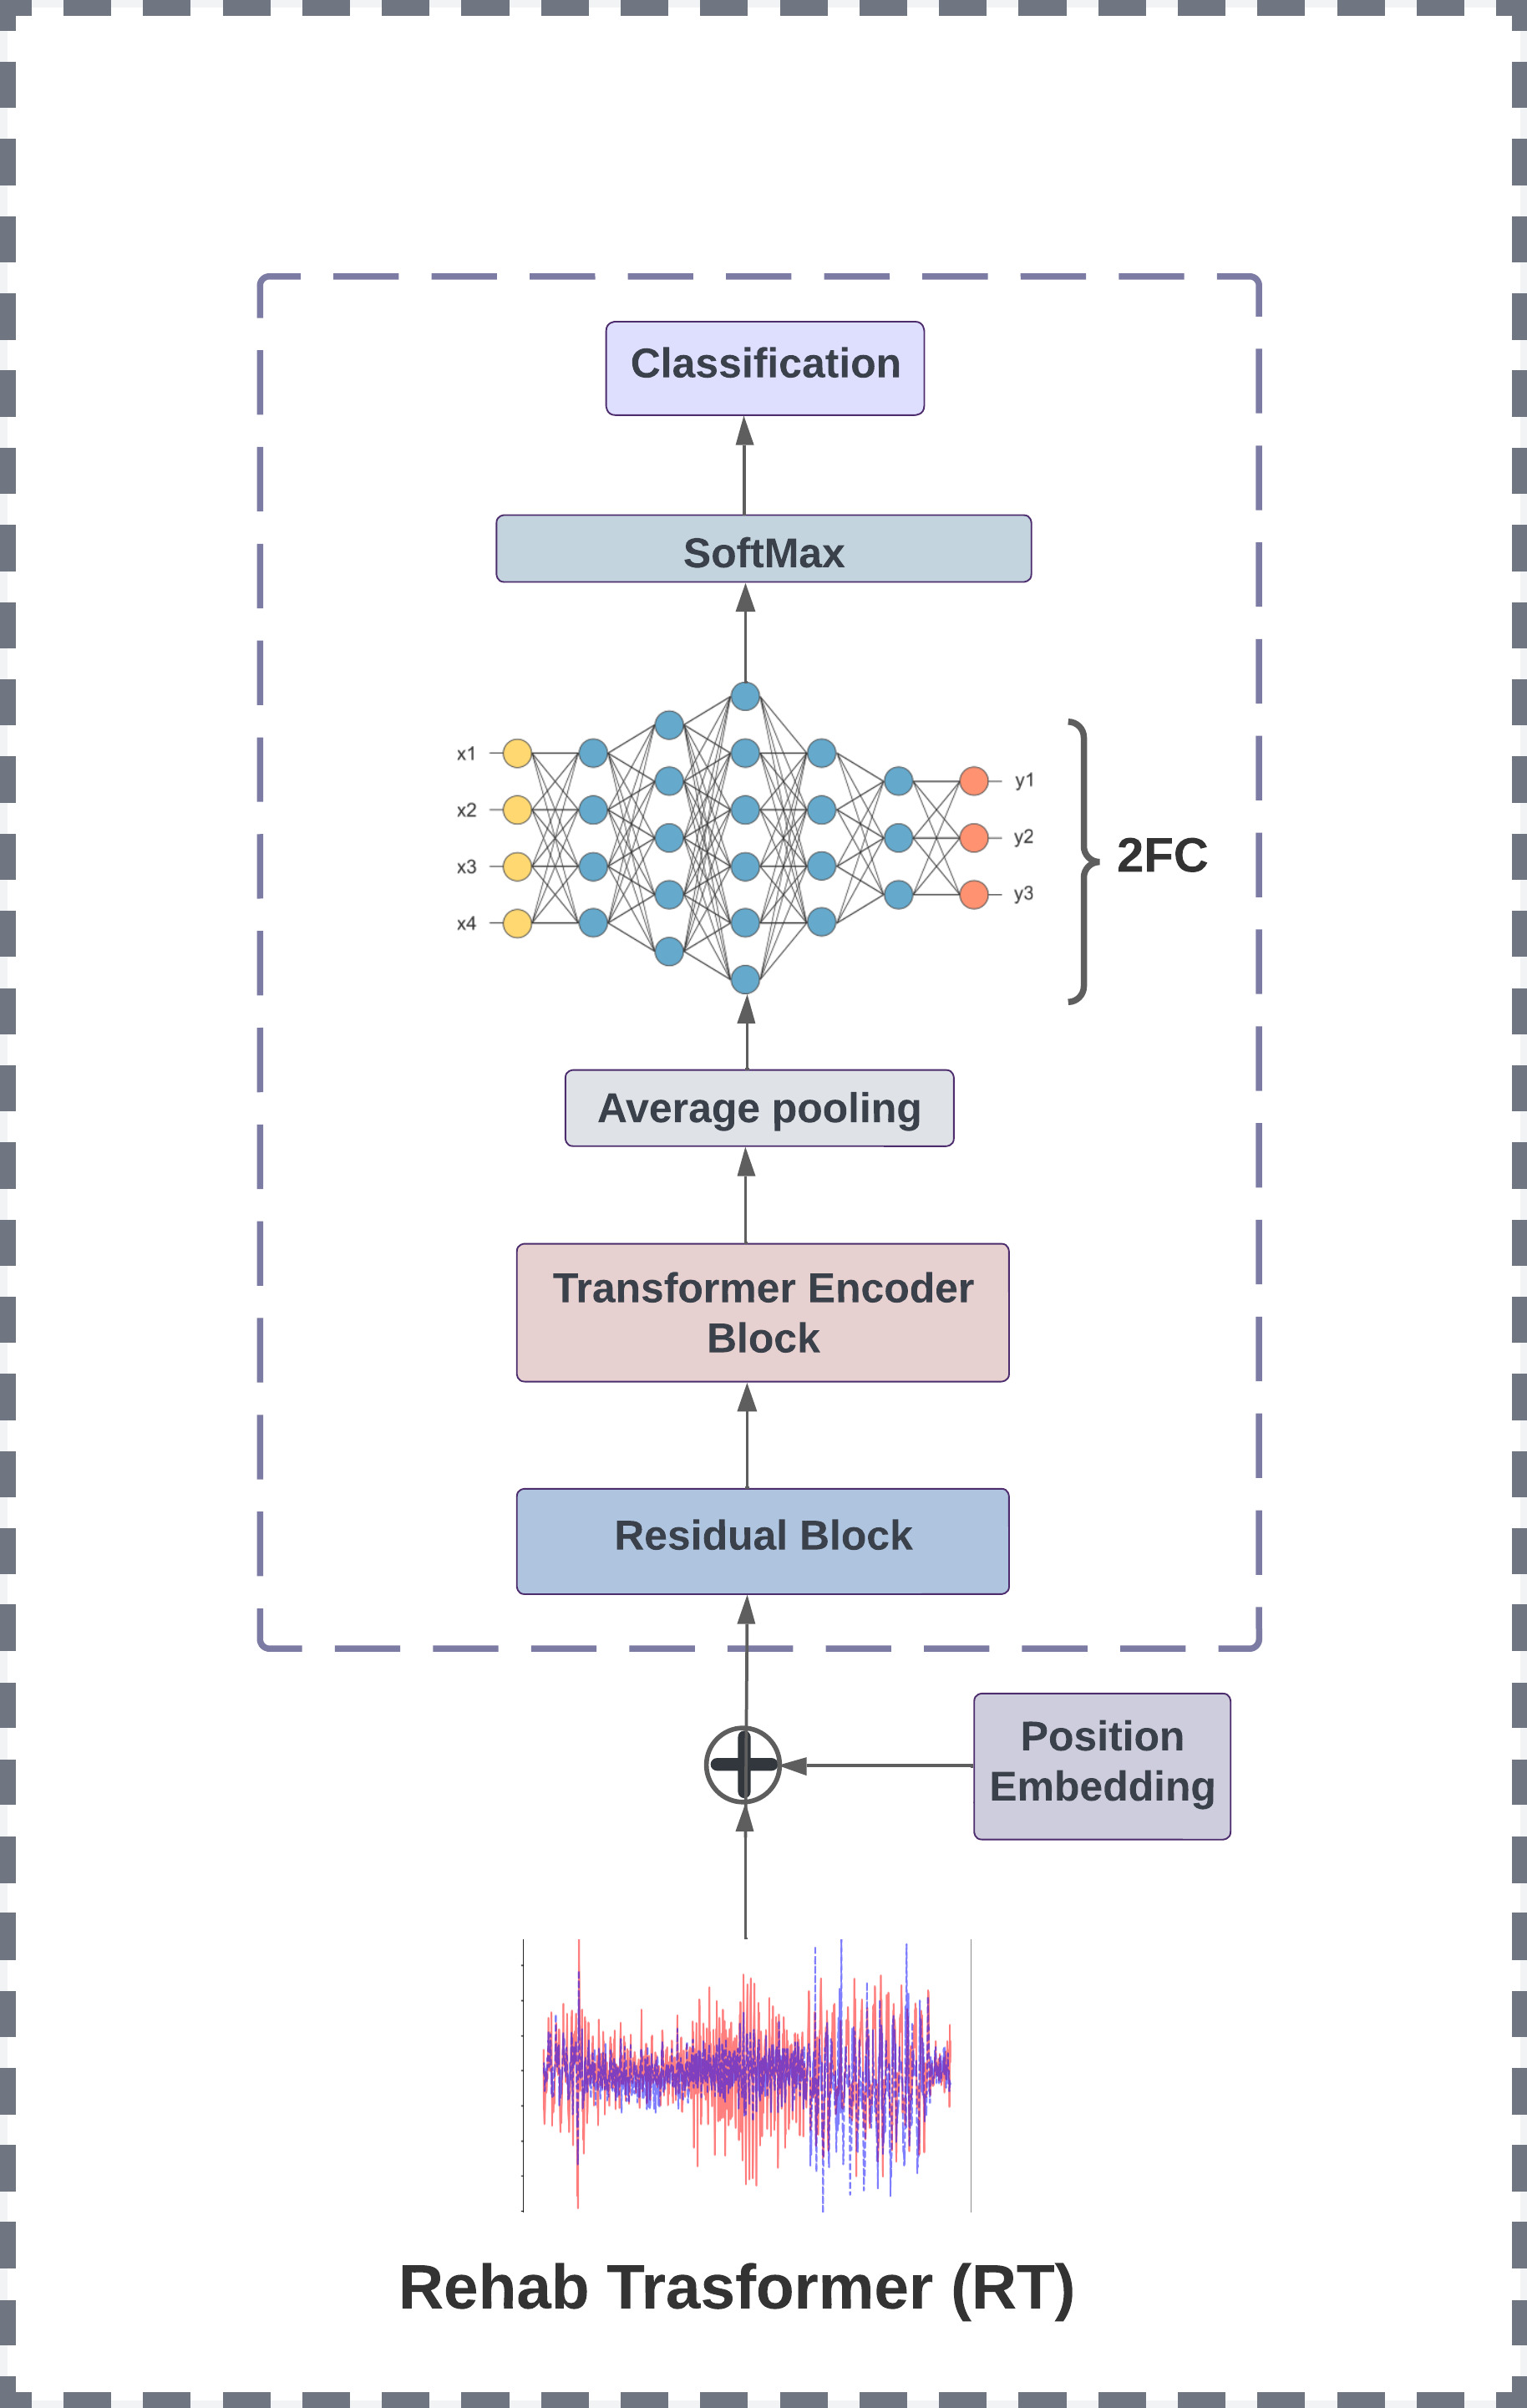 Classification
SoftMax
x1
x2
x3
x4
y1
y2
y3
2FC
Average pooling
Transformer Encoder
Block
Residual Block
Position
Embedding
Rehab Trasformer (RT)